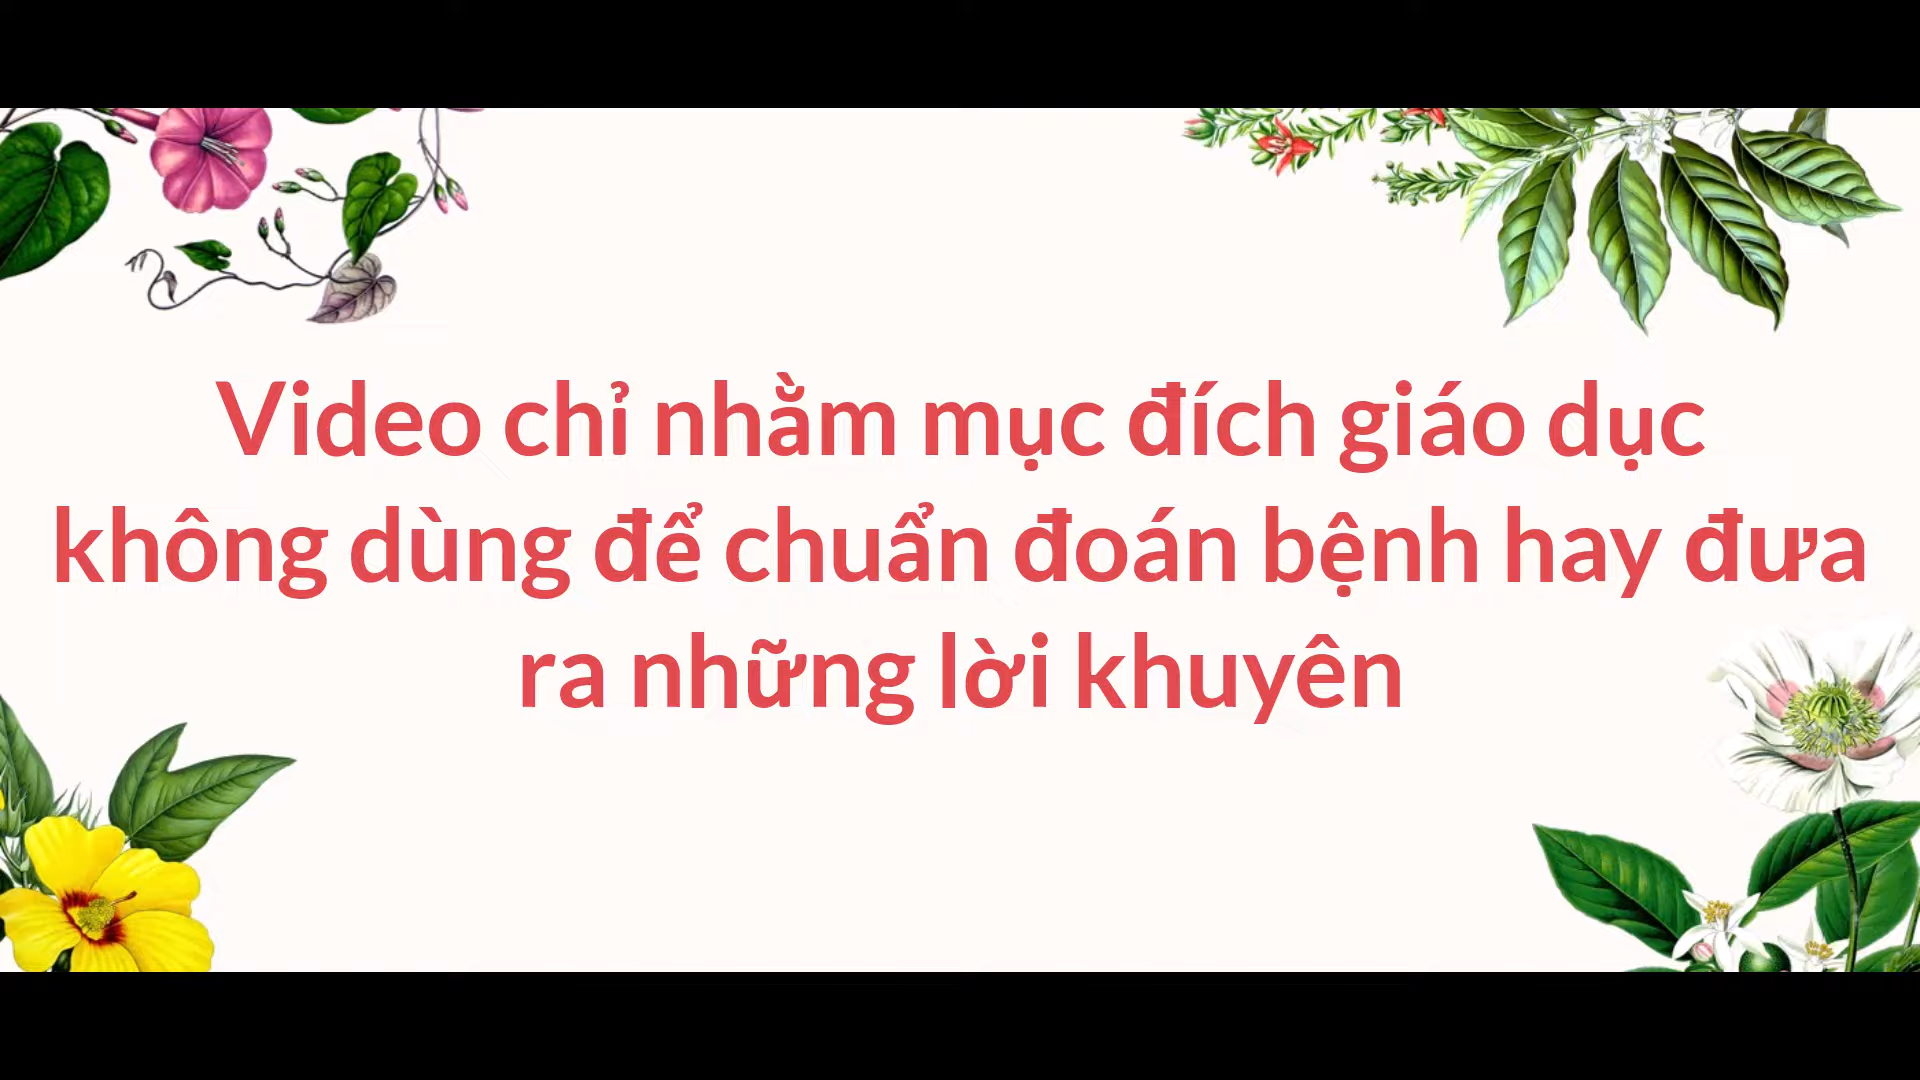 Video chỉ nhằm mục đích giáo dục
không dùng để chuẩn đoán bệnh hay đưa
ra những lời khuyên